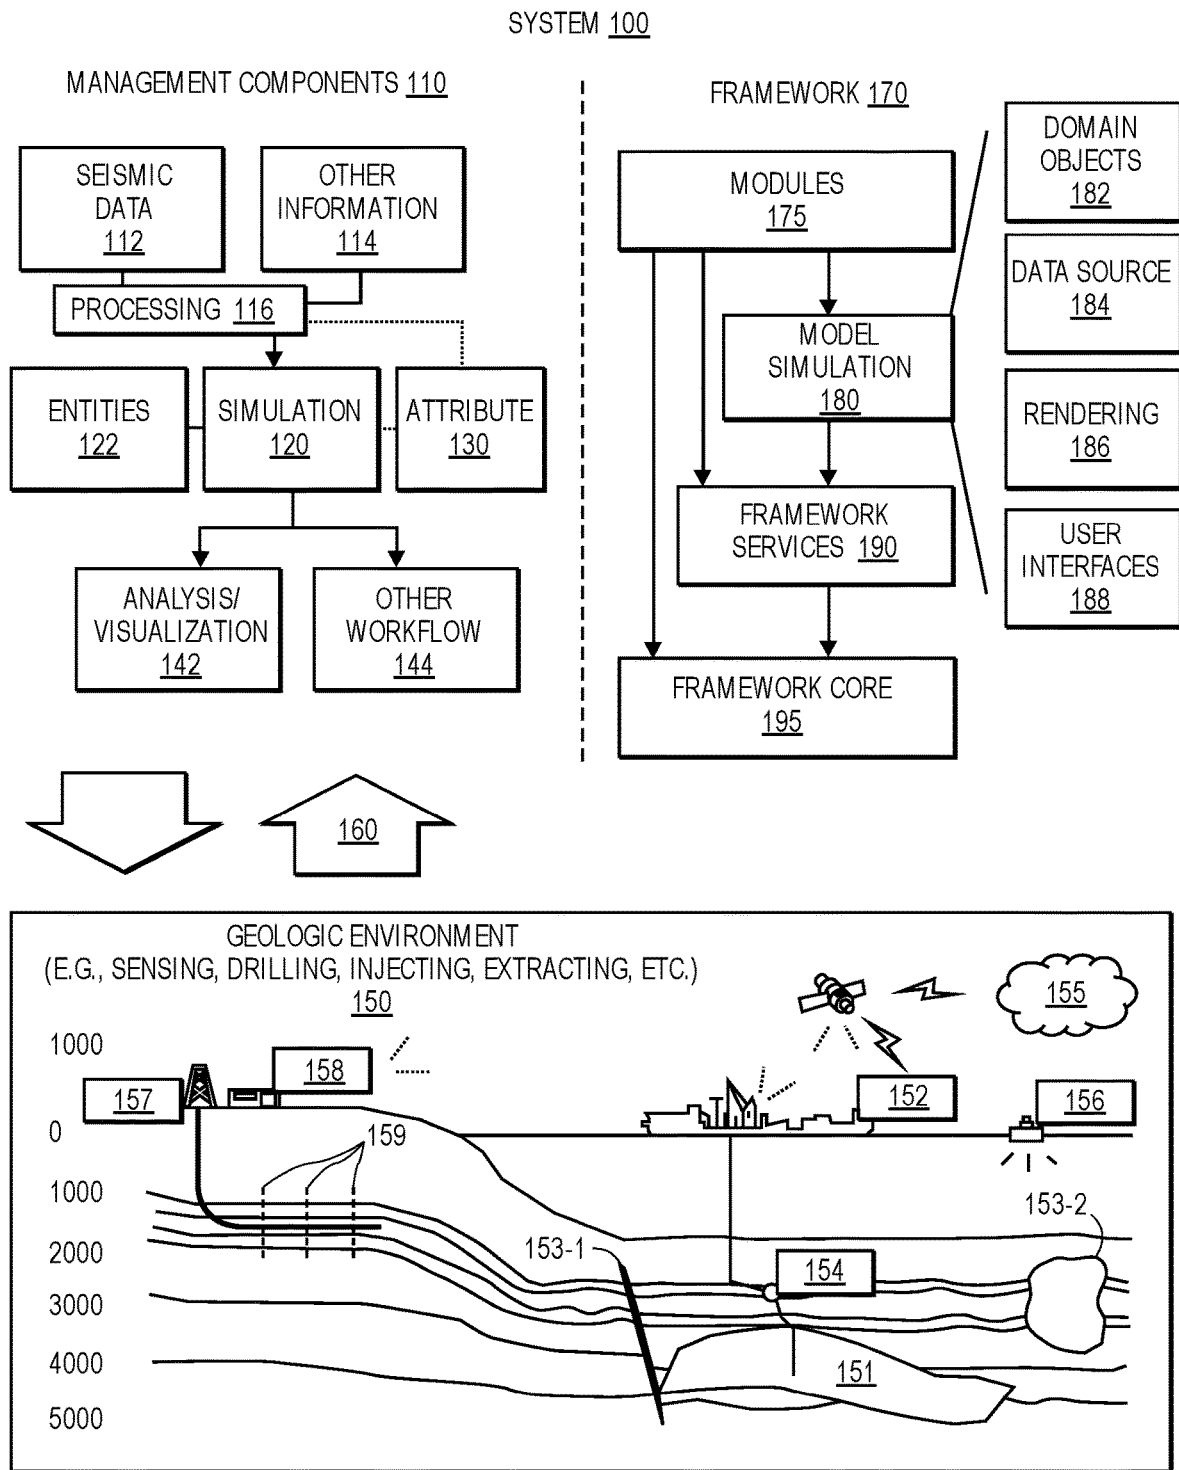 SYSTEM 100
MANAGEMENT COMPONENTS 110
SEISMIC
DATA
112
OTHER
INFORMATION
114
PROCESSING 116
ENTITIES
122
SIMULATION
120
ATTRIBUTE
130
ANALYSIS/
VISUALIZATION
142
OTHER
WORKFLOW
144
FRAMEWORK 170
MODULES
175
MODEL
SIMULATION
180
FRAMEWORK
SERVICES 190
FRAMEWORK CORE
195
DOMAIN
OBJECTS
182
DATA SOURCE
184
RENDERING
186
USER
INTERFACES
188
160
GEOLOGIC ENVIRONMENT
(E.G., SENSING, DRILLING, INJECTING, EXTRACTING, ETC.)
150
155
1000
158
157
152
156
0
159
1000
153-2
2000
153-1
154
3000
4000
151
5000